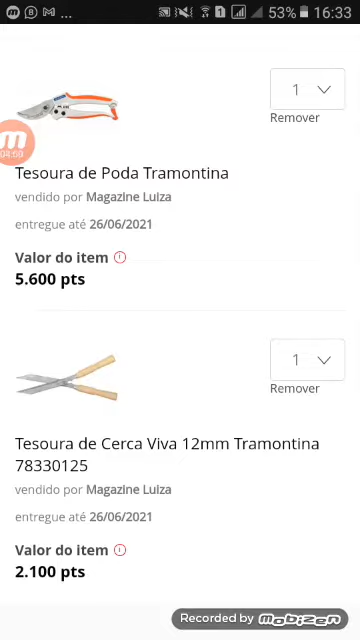 53% 16:33
1
Remover
04:60
Tesoura de Poda Tramontina
vendido por Magazine Luiza
entregue até 26/06/2021
Valor do item
5.600 pts
1
Remover
Tesoura de Cerca Viva 12mm Tramontina
78330125
vendido por Magazine Luiza
entregue até 26/06/2021
Valor do item
2.100 pts
Recorded by mobizen